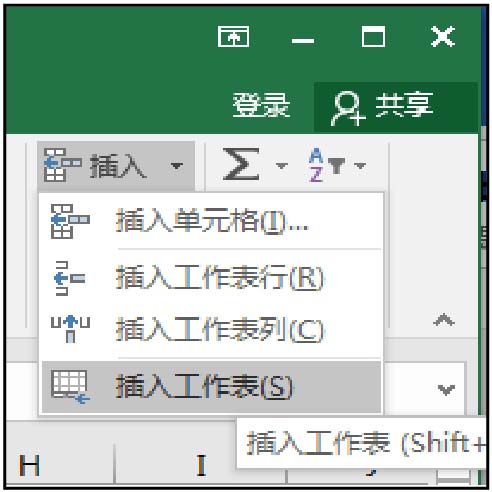 登录 共享
插入
插入单元格(I)...
插入工作表行(R)
插入工作表列(C)
插入工作表(S)
插入工作表 (Shift+
H I